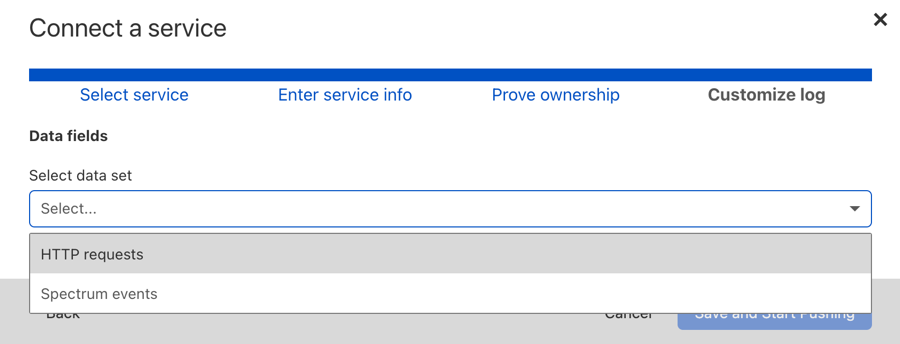 Connect a service
Select service Enter service info Prove ownership Customize log
Data fields
Select data set
Select...
HTTP requests
Spectrum events
Back Cancel Save and Start Pushing